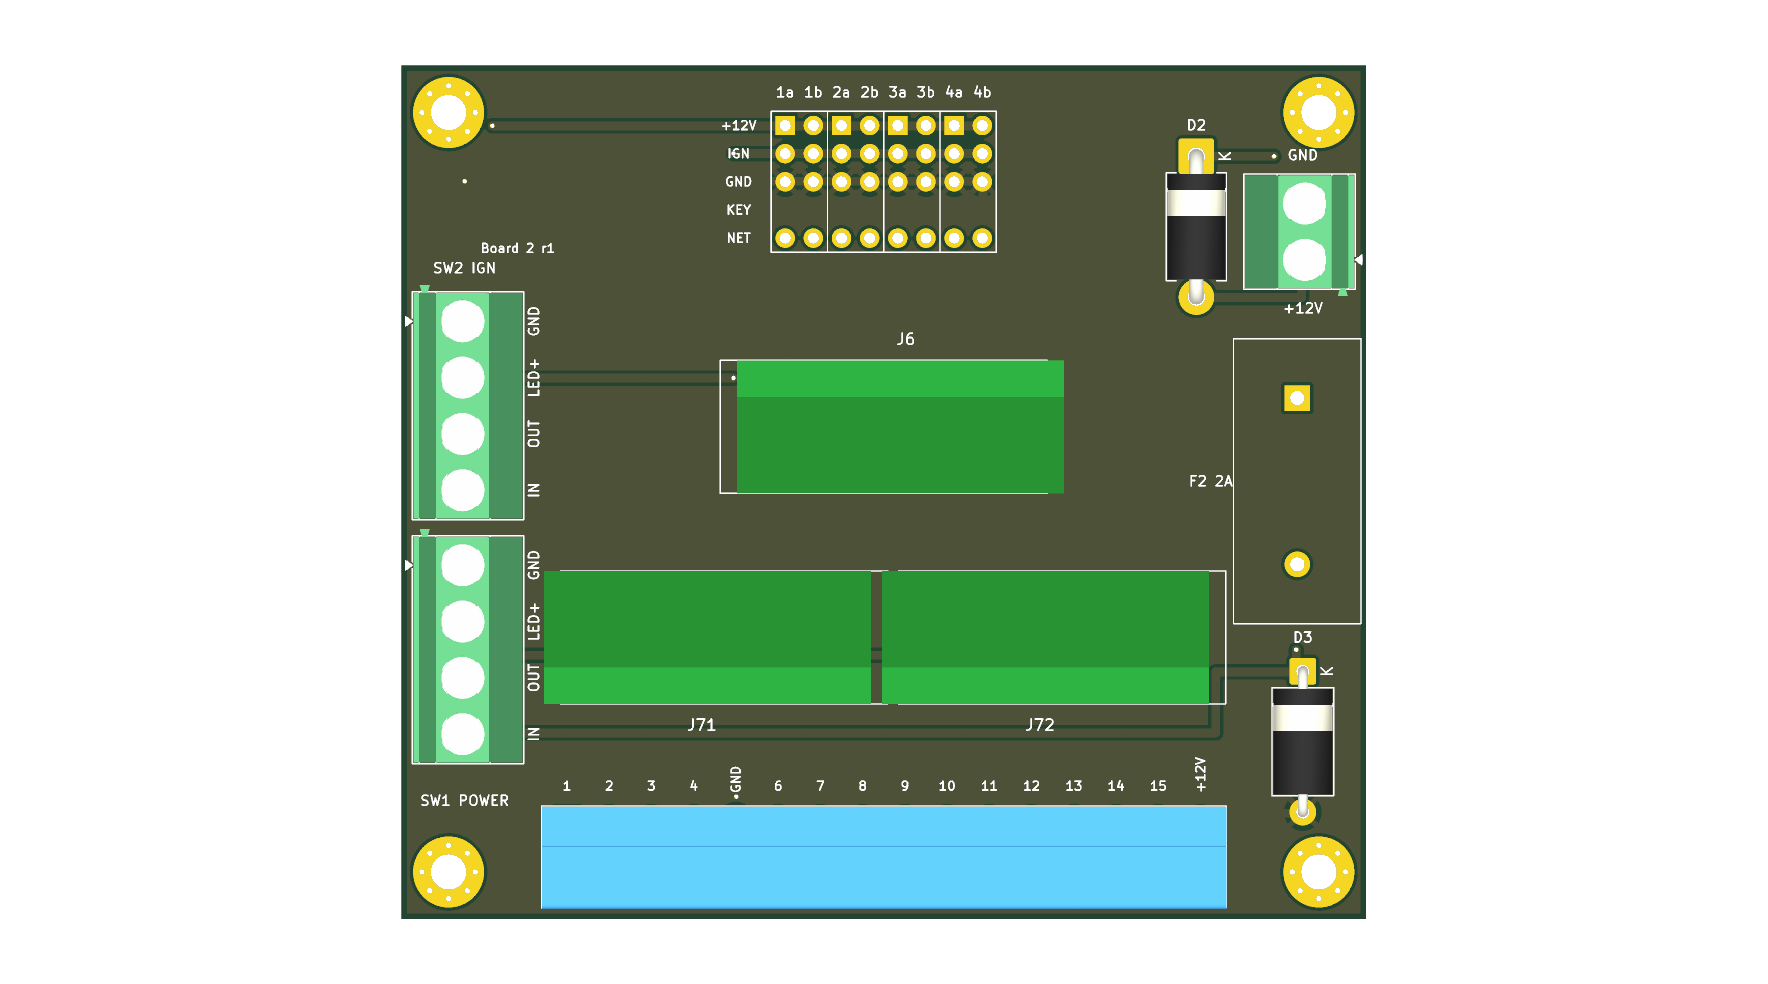 1a 1b 2a 2b 3a 3b 4a 4b
+12V
IGN
GND
KEY
NET
D2
K
GND
+12V
Board 2 r1
SW2 IGN
GND
LED+
OUT
IN
J6
F2 2A
GND
LED+
OUT
IN
SW1 POWER
J71
J72
D3
K
1 2 3 4 GND 6 7 8 9 10 11 12 13 14 15 +12V